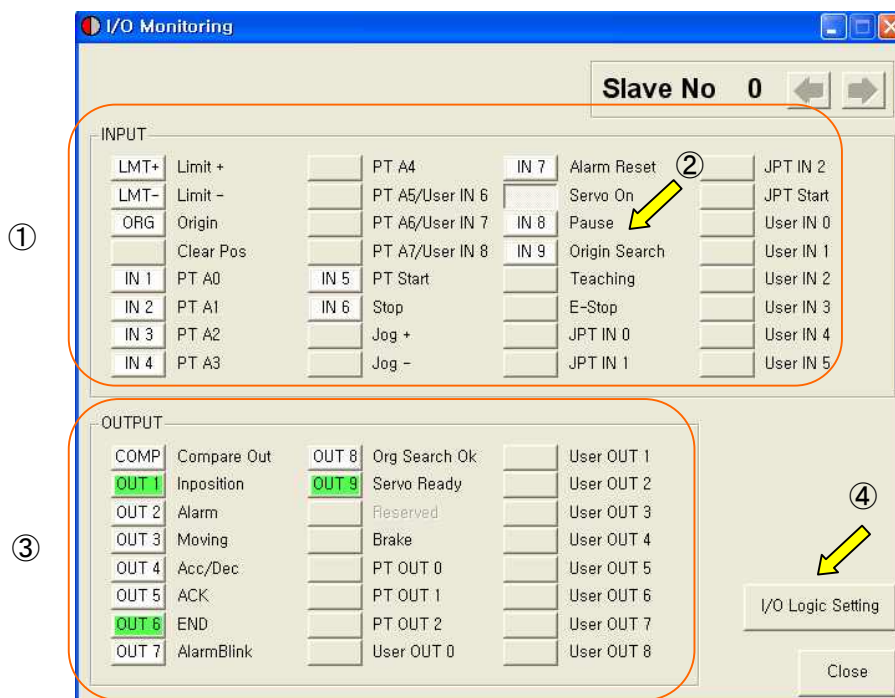 I/O Monitoring
Slave No 0
INPUT
LMT+ Limit + PT A4 IN 7 Alarm Reset ② JPT IN 2
LMT- Limit - PT A5/User IN 6 Servo On JPT Start
ORG Origin PT A6/User IN 7 IN 8 Pause User IN 0
① Clear Pos PT A7/User IN 8 IN 9 Origin Search User IN 1
IN 1 PT A0 IN 5 PT Start Teaching User IN 2
IN 2 PT A1 IN 6 Stop E-Stop User IN 3
IN 3 PT A2 Jog + JPT IN 0 User IN 4
IN 4 PT A3 Jog - JPT IN 1 User IN 5
OUTPUT
COMP Compare Out OUT 8 Org Search Ok User OUT 1
OUT 1 Inposition OUT 9 Servo Ready User OUT 2
OUT 2 Alarm Reserved User OUT 3 ④
③ OUT 3 Moving Brake User OUT 4
OUT 4 Acc/Dec PT OUT 0 User OUT 5
OUT 5 ACK PT OUT 1 User OUT 6 I/O Logic Setting
OUT 6 END PT OUT 2 User OUT 7
OUT 7 AlarmBlink User OUT 0 User OUT 8
Close